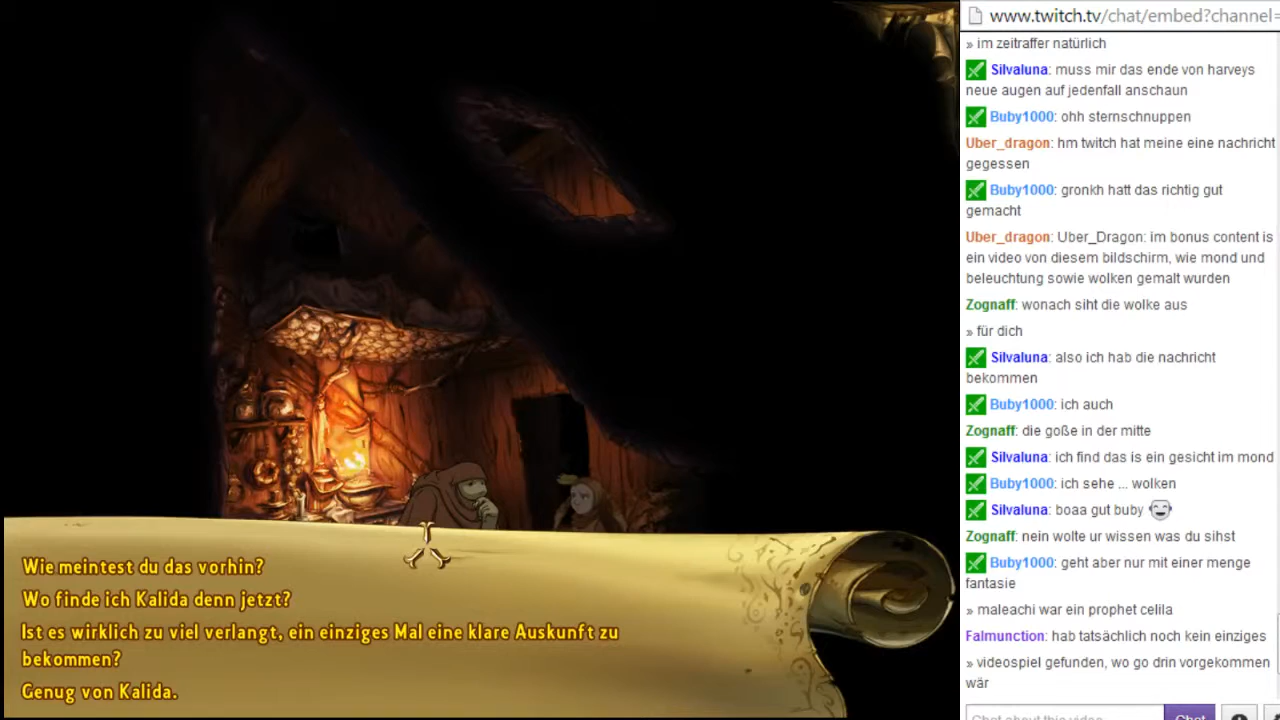 www.twitch.tv/chat/embed?channel=
» im zeitraffer natürlich
Silvaluna: muss mir das ende von harveys
neue augen auf jedenfall anschaun
Buby1000: ohh sternschnuppen
Uber_dragon: hm twitch hat meine eine nachricht
gegessen
Buby1000: gronkh hatt das richtig gut
gemacht
Uber_dragon: Uber_Dragon: im bonus content is
ein video von diesem bildschirm, wie mond und
beleuchtung sowie wolken gemalt wurden
Zognaff: wonach siht die wolke aus
» für dich
Silvaluna: also ich hab die nachricht
bekommen
Buby1000: ich auch
Zognaff: die goße in der mitte
Silvaluna: ich find das is ein gesicht im mond
Buby1000: ich sehe ... wolken
Silvaluna: boaa gut buby
Zognaff: nein wolte ur wissen was du sihst
Buby1000: geht aber nur mit einer menge
fantasie
» maleachi war ein prophet celila
Falmunction: hab tatsächlich noch kein einziges
» videospiel gefunden, wo go drin vorgekommen
wär
Chat about this video...
Chat
Wie meintest du das vorhin?
Wo finde ich Kalida denn jetzt?
Ist es wirklich zu viel verlangt, ein einziges Mal eine klare Auskunft zu
bekommen?
Genug von Kalida.